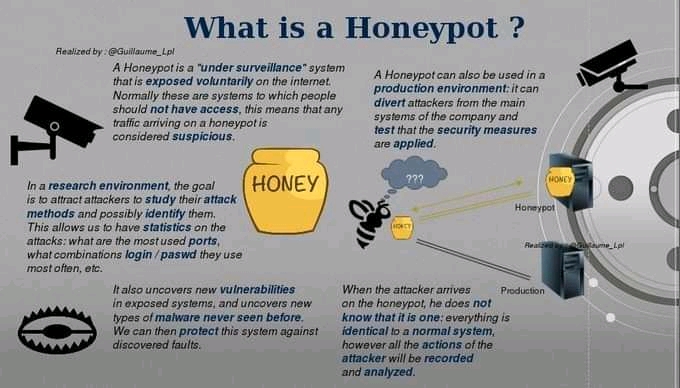 What is a Honeypot ?
Realized by : @Guillaume_Lpl
A Honeypot is a "under surveillance" system
that is exposed voluntarily on the internet.
Normally these are systems to which people
should not have access, this means that any
traffic arriving on a honeypot is
considered suspicious.
A Honeypot can also be used in a
production environment: it can
divert attackers from the main
systems of the company and
test that the security measures
are applied.
In a research environment, the goal
is to attract attackers to study their attack
methods and possibly identify them.
This allows us to have statistics on the
attacks: what are the most used ports,
what combinations login / paswd they use
most often, etc.
HONEY
???
HONEY
HONEY
Honeypot
Realized by : @Guillaume_Lpl
Production
It also uncovers new vulnerabilities
in exposed systems, and uncovers new
types of malware never seen before.
We can then protect this system against
discovered faults.
When the attacker arrives
on the honeypot, he does not
know that it is one: everything is
identical to a normal system,
however all the actions of the
attacker will be recorded
and analyzed.